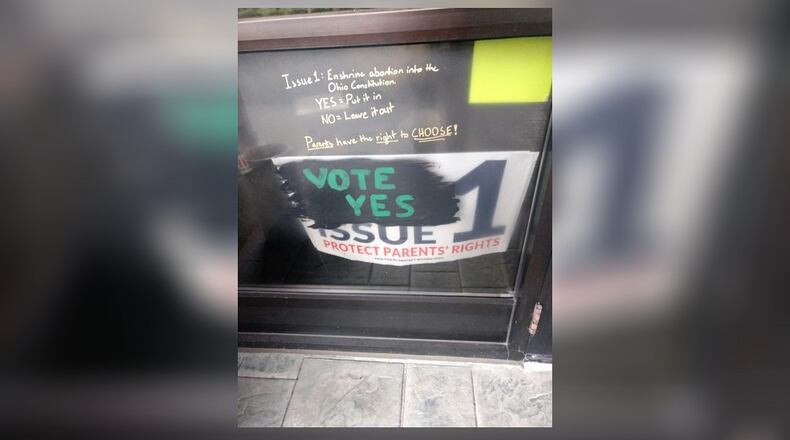 Issue 1: Enshrine abortion into the
Ohio Constitution.
YES = Put it in
NO = Leave it out
Parents have the right to CHOOSE!
VOTE
YES
1
ISSUE
PROTECT PARENTS' RIGHTS